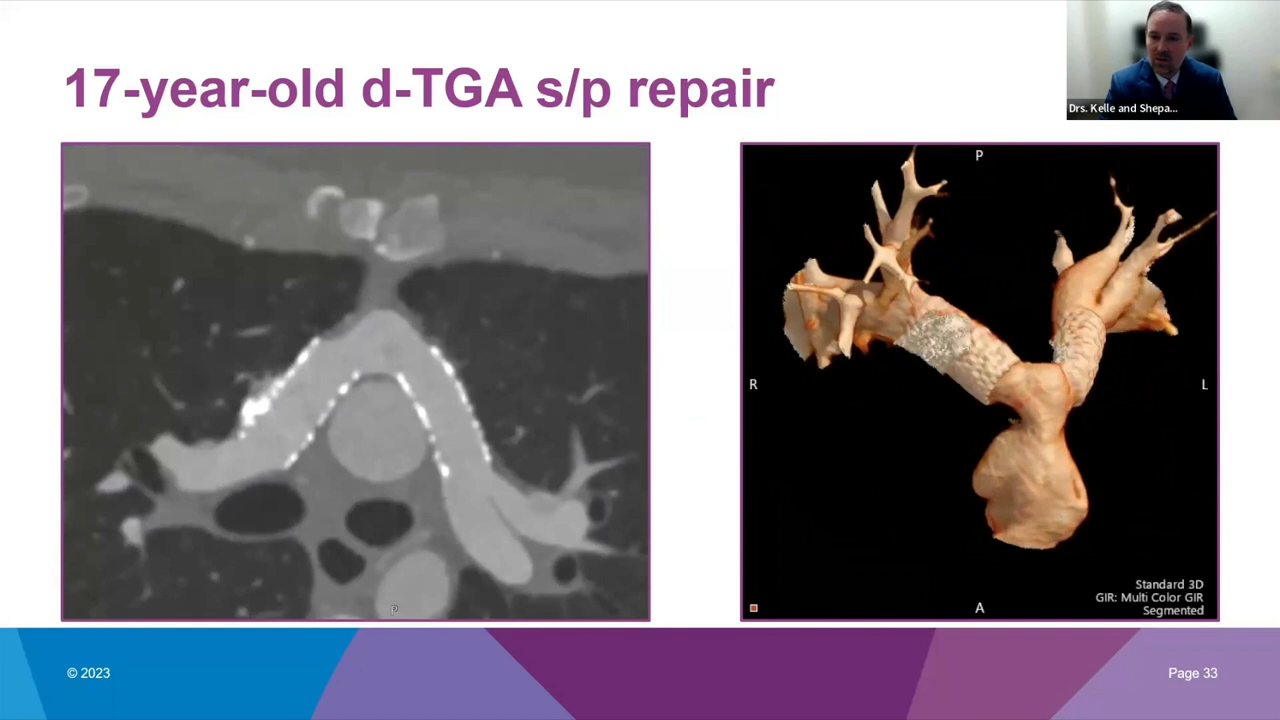 17-year-old d-TGA s/p repair
Drs. Kelle and Shepa...
P
R
L
A
Standard 3D
GIR: Multi Color GIR
Segmented
P
© 2023
Page 33